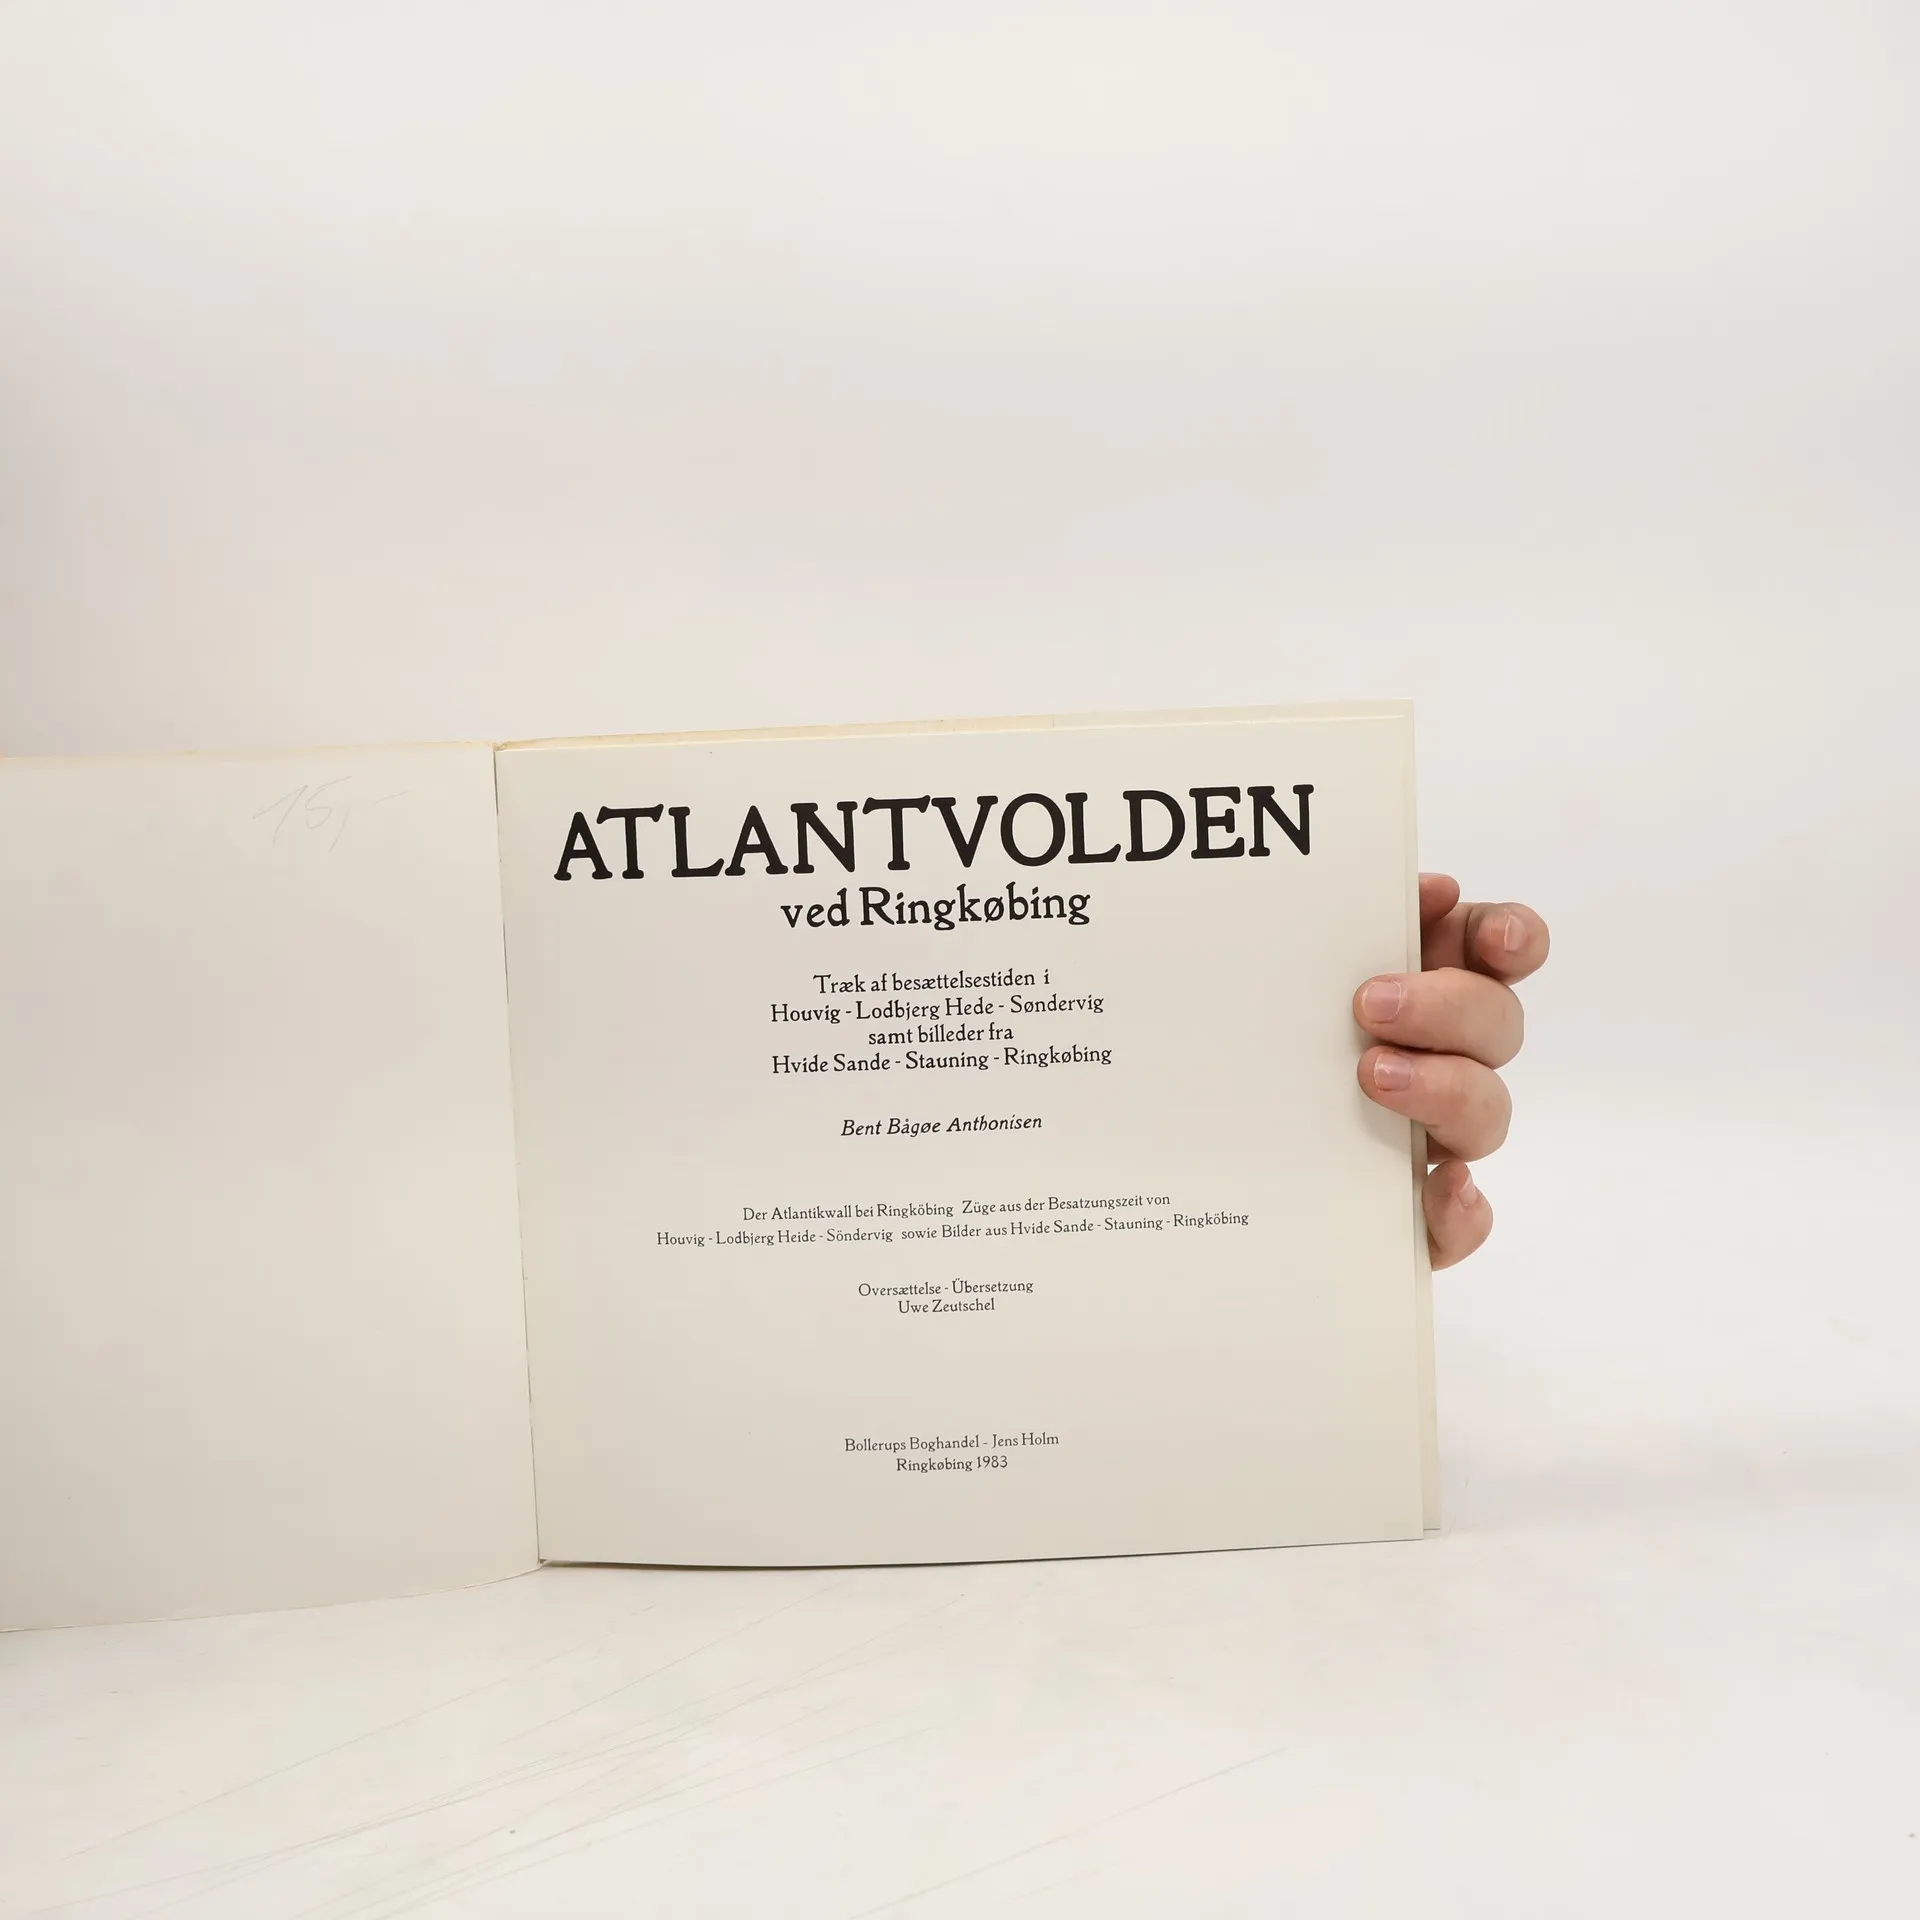 15,-
ATLANTVOLDEN
ved Ringkøbing
Træk af besættelsestiden i
Houvig - Lodbjerg Hede - Søndervig
samt billeder fra
Hvide Sande - Stauning - Ringkøbing
Bent Bågøe Anthonisen
Der Atlantikwall bei Ringköbing Züge aus der Besatzungszeit von
Houvig - Lodbjerg Heide - Söndervig sowie Bilder aus Hvide Sande - Stauning - Ringköbing
Oversættelse - Übersetzung
Uwe Zeutschel
Bollerups Boghandel - Jens Holm
Ringkøbing 1983